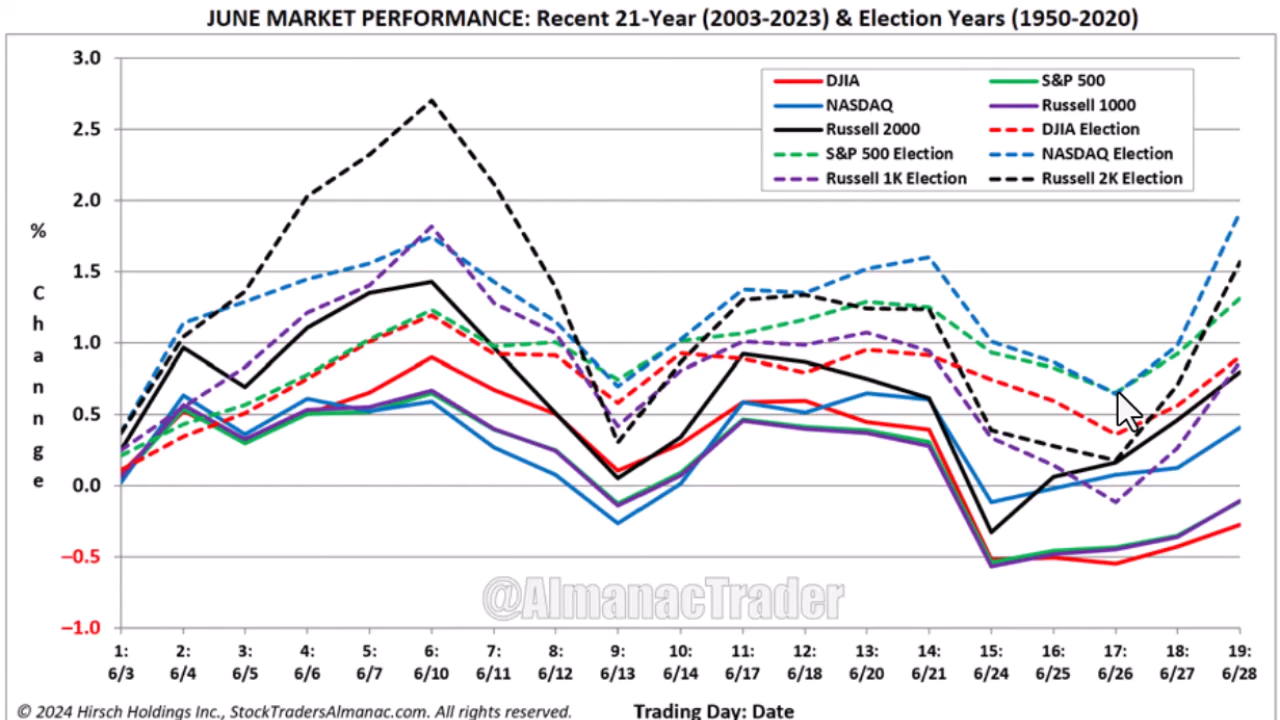 JUNE MARKET PERFORMANCE: Recent 21-Year (2003-2023) & Election Years (1950-2020)
3.0
2.5
2.0
1.5
1.0
0.5
0.0
−0.5
−1.0
%
C
h
a
n
n
g
e
DJIA
S&P 500
NASDAQ
Russell 1000
Russell 2000
DJIA Election
S&P 500 Election
NASDAQ Election
Russell 1K Election
Russell 2K Election
@AlmanacTrader
1: 2: 3: 4: 5: 6: 7: 8: 9: 10: 11: 12: 13: 14: 15: 16: 17: 18: 19:
6/3 6/4 6/5 6/6 6/7 6/10 6/11 6/12 6/13 6/14 6/17 6/18 6/20 6/21 6/24 6/25 6/26 6/27 6/28
© 2024 Hirsch Holdings Inc., StockTradersAlmanac.com. All rights reserved.
Trading Day: Date